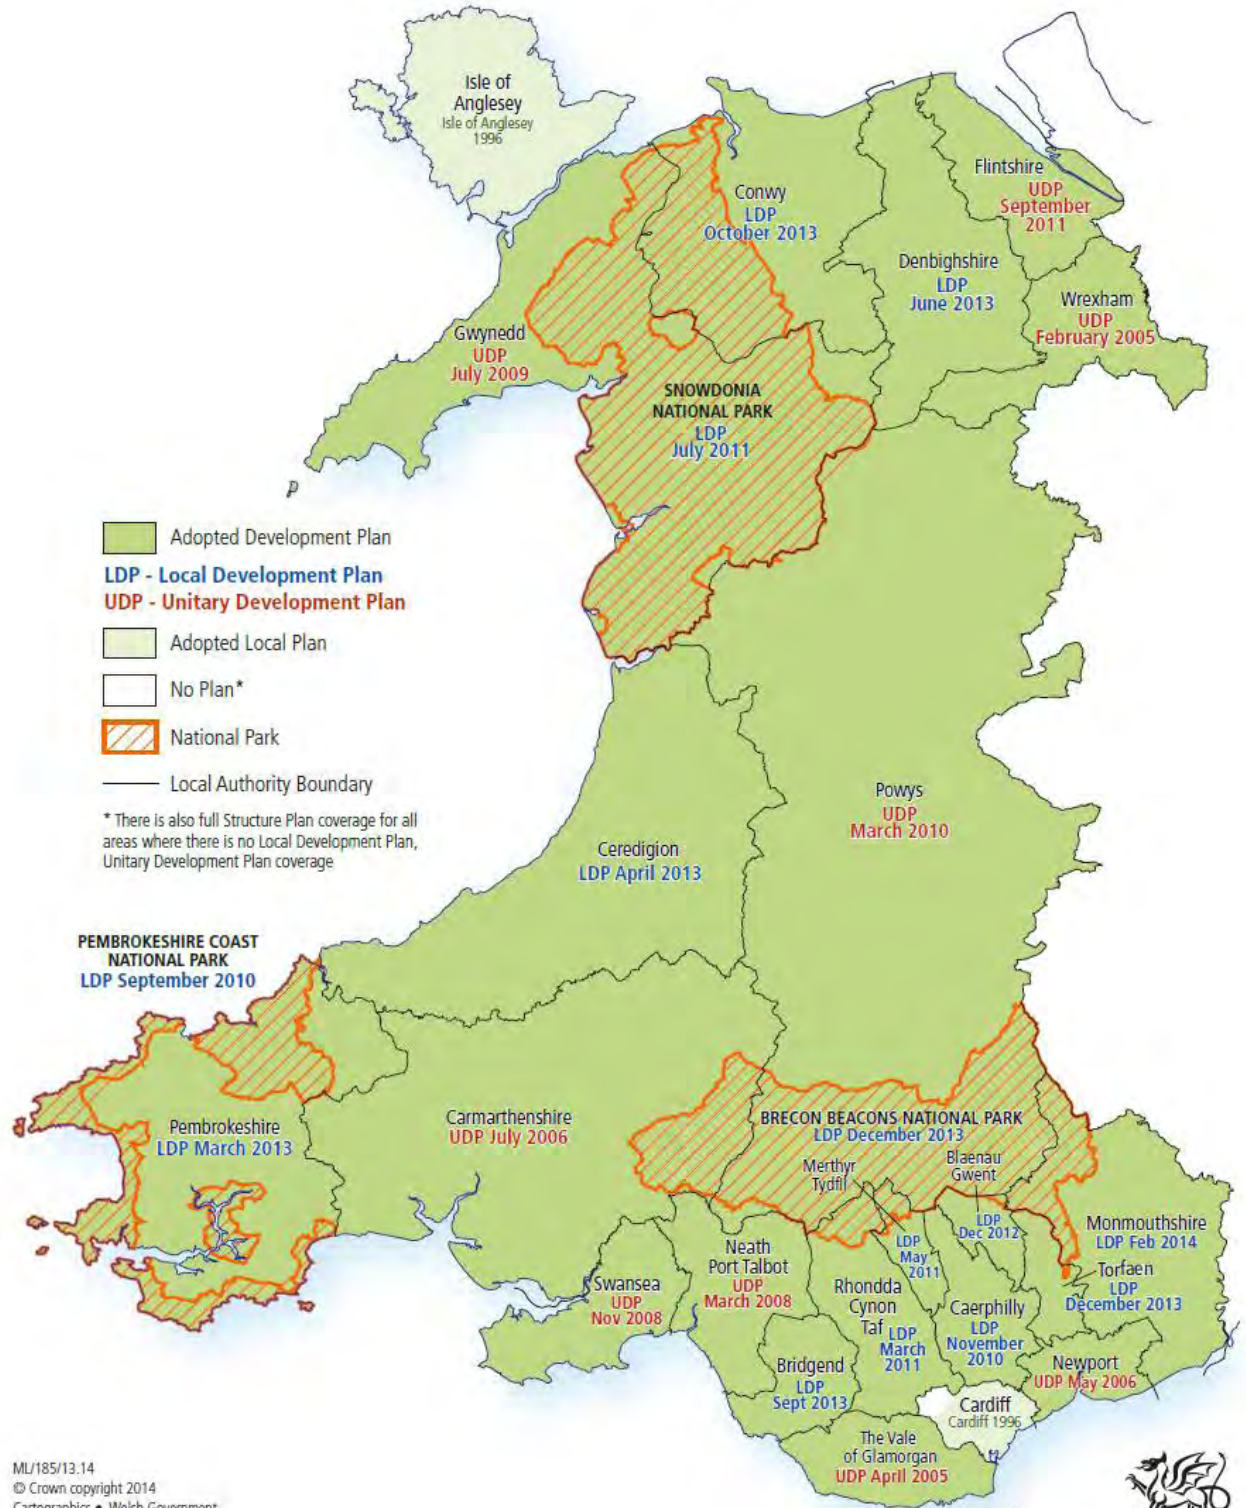 Isle of
Anglesey
Isle of Anglesey
1996
Flintshire
UDP
September
2011
Conwy
LDP
October 2013
Denbighshire
LDP
June 2013
Wrexham
UDP
February 2005
Gwynedd
UDP
July 2009
SNOWDONIA
NATIONAL PARK
LDP
July 2011
Adopted Development Plan
LDP - Local Development Plan
UDP - Unitary Development Plan
Adopted Local Plan
No Plan*
National Park
Local Authority Boundary
* There is also full Structure Plan coverage for all
areas where there is no Local Development Plan,
Unitary Development Plan coverage
Powys
UDP
March 2010
Ceredigion
LDP April 2013
PEMBROKESHIRE COAST
NATIONAL PARK
LDP September 2010
Pembrokeshire
LDP March 2013
Carmarthenshire
UDP July 2006
BRECON BEACONS NATIONAL PARK
LDP December 2013
Merthyr
Tydfil
LDP
May
2011
Blaenau
Gwent
LDP
Dec 2012
Monmouthshire
LDP Feb 2014
Torfaen
LDP
December 2013
Swansea
UDP
Nov 2008
Neath
Port Talbot
UDP
March 2008
Rhondda
Cynon
Taf
LDP
March
2011
Caerphilly
LDP
November
2010
Bridgend
LDP
Sept 2013
Newport
UDP May 2006
Cardiff
Cardiff 1996
The Vale
of Glamorgan
UDP April 2005
ML/185/13.14
© Crown copyright 2014
Cartographics • Welsh Government